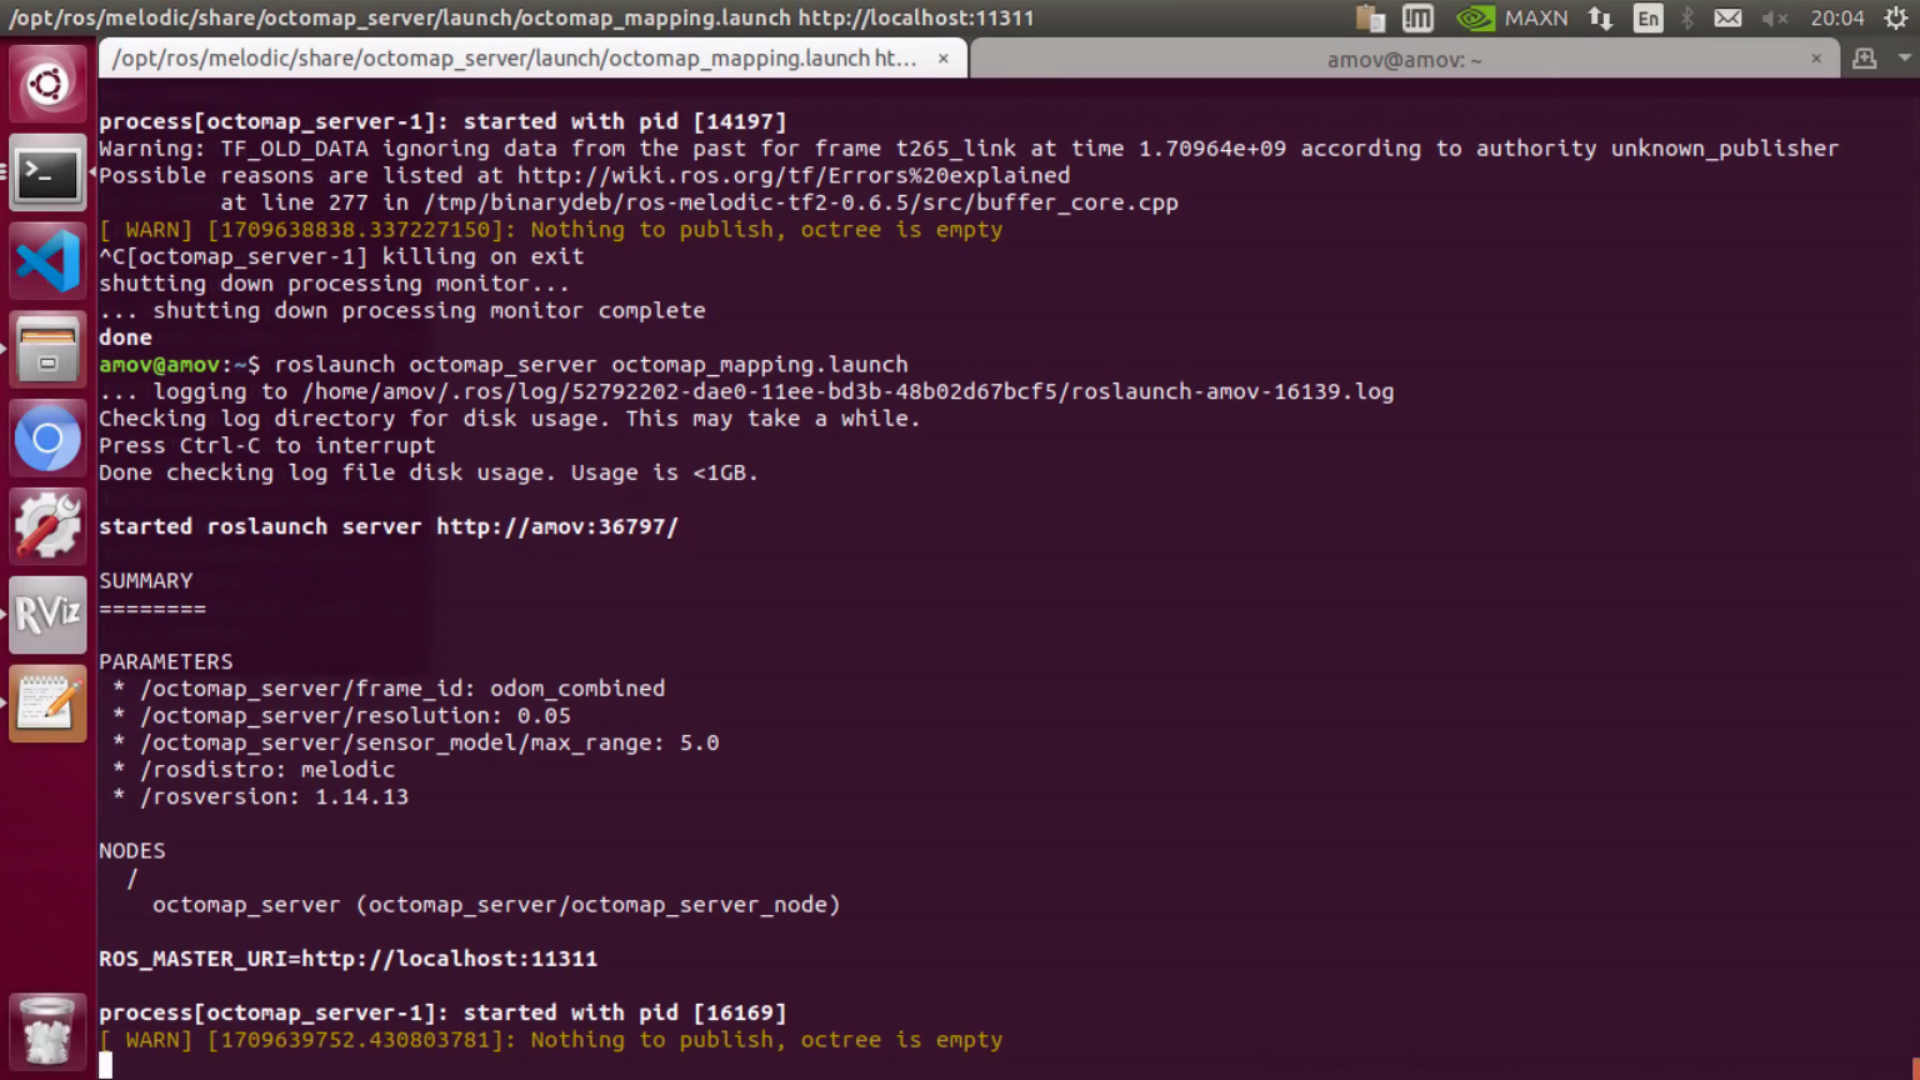 /opt/ros/melodic/share/octomap_server/launch/octomap_mapping.launch http://localhost:11311
MAXN
En
20:04
/opt/ros/melodic/share/octomap_server/launch/octomap_mapping.launch ht...
amov@amov: ~
process[octomap_server-1]: started with pid [14197]
Warning: TF_OLD_DATA ignoring data from the past for frame t265_link at time 1.70964e+09 according to authority unknown_publisher
Possible reasons are listed at http://wiki.ros.org/tf/Errors%20explained
at line 277 in /tmp/binarydeb/ros-melodic-tf2-0.6.5/src/buffer_core.cpp
[ WARN] [1709638838.337227150]: Nothing to publish, octree is empty
^C[octomap_server-1] killing on exit
shutting down processing monitor...
... shutting down processing monitor complete
done
amov@amov:~$ roslaunch octomap_server octomap_mapping.launch
... logging to /home/amov/.ros/log/52792202-dae0-11ee-bd3b-48b02d67bcf5/roslaunch-amov-16139.log
Checking log directory for disk usage. This may take a while.
Press Ctrl-C to interrupt
Done checking log file disk usage. Usage is <1GB.
started roslaunch server http://amov:36797/
SUMMARY
========
PARAMETERS
* /octomap_server/frame_id: odom_combined
* /octomap_server/resolution: 0.05
* /octomap_server/sensor_model/max_range: 5.0
* /rosdistro: melodic
* /rosversion: 1.14.13
NODES
/
octomap_server (octomap_server/octomap_server_node)
ROS_MASTER_URI=http://localhost:11311
process[octomap_server-1]: started with pid [16169]
[ WARN] [1709639752.430803781]: Nothing to publish, octree is empty
RViz